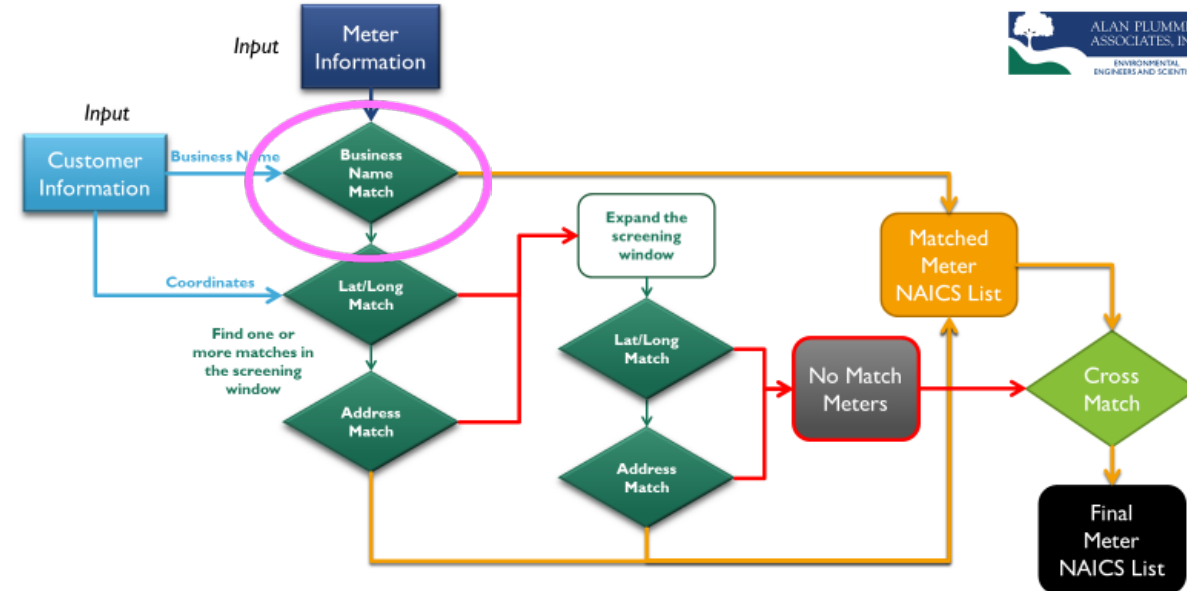 Input
Meter
Information
ALAN PLUMM
ASSOCIATES, IN
ENVIRONMENTAL
ENGINEERS AND SCIENTI
Input
Customer
Information
Business Name
Business
Name
Match
Coordinates
Lat/Long
Match
Find one or
more matches in
the screening
window
Address
Match
Expand the
screening
window
Lat/Long
Match
Address
Match
No Match
Meters
Matched
Meter
NAICS List
Cross
Match
Final
Meter
NAICS List